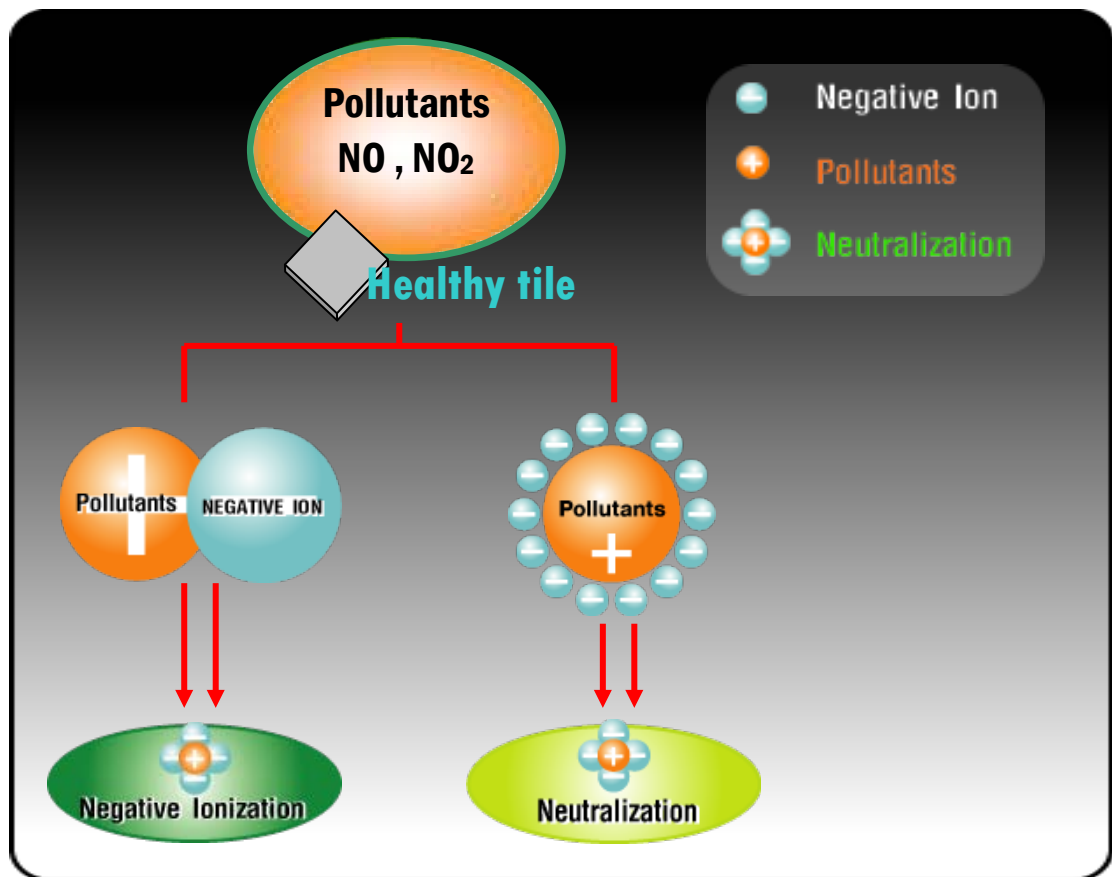 Pollutants
NO , NO₂
Healthy tile
Negative Ion
Pollutants
Neutralization
Pollutants
NEGATIVE ION
Pollutants
Negative Ionization
Neutralization